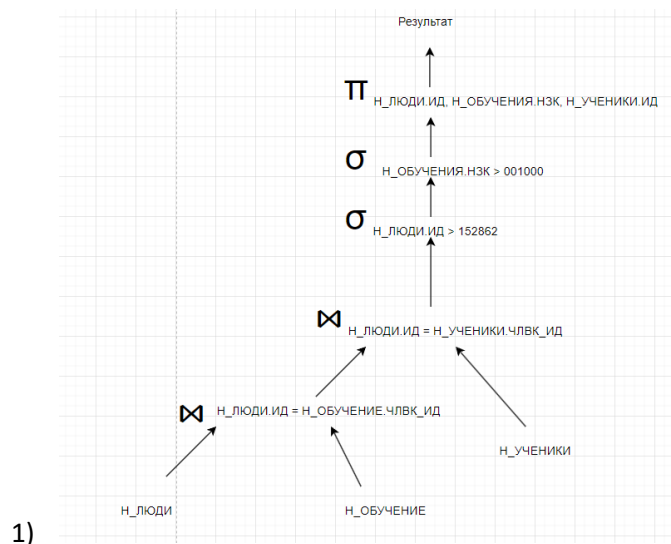 Результат
π Н_ЛЮДИ.ИД, Н_ОБУЧЕНИЯ.НЗК, Н_УЧЕНИКИ.ИД
σ Н_ОБУЧЕНИЯ.НЗК > 001000
σ Н_ЛЮДИ.ИД > 152862
⋈ Н_ЛЮДИ.ИД = Н_УЧЕНИКИ.ЧЛВК_ИД
⋈ Н_ЛЮДИ.ИД = Н_ОБУЧЕНИЕ.ЧЛВК_ИД
Н_УЧЕНИКИ
Н_ЛЮДИ
Н_ОБУЧЕНИЕ
1)